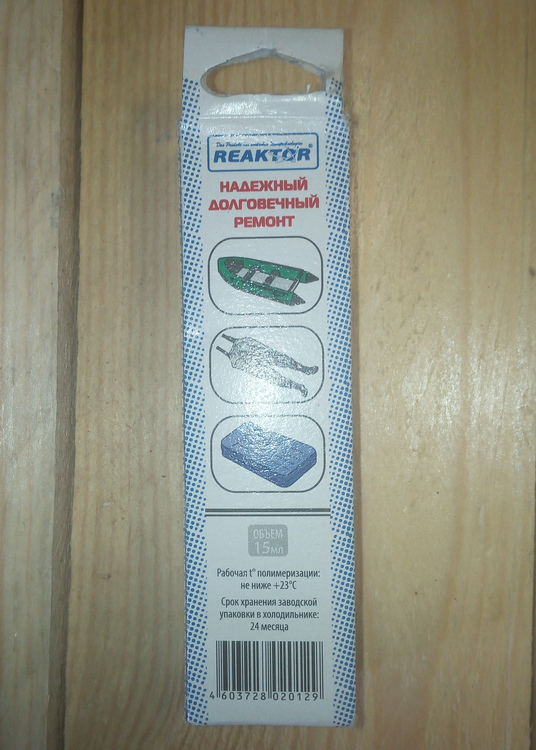 REAKTOR®
НАДЕЖНЫЙ
ДОЛГОВЕЧНЫЙ
РЕМОНТ
ОБЪЕМ
15мл
Рабочая t° полимеризации:
не ниже +23°С
Срок хранения заводской
упаковки в холодильнике:
24 месяца
4 603728 020129